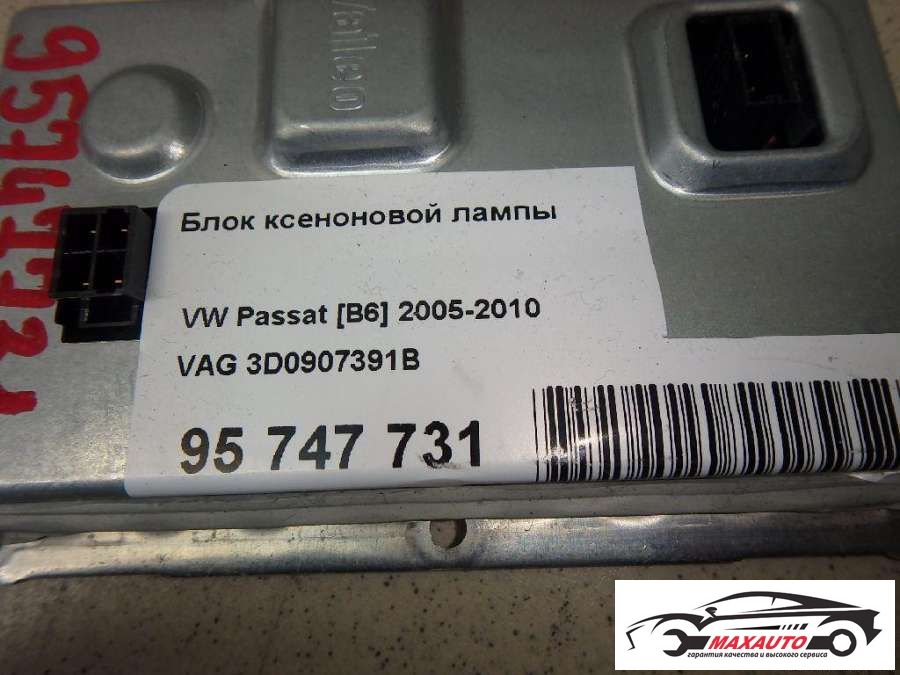 Valeo
Блок ксеноновой лампы
VW Passat [B6] 2005-2010
VAG 3D0907391B
95 747 731
MAXAUTO
гарантия качества и высокого сервиса